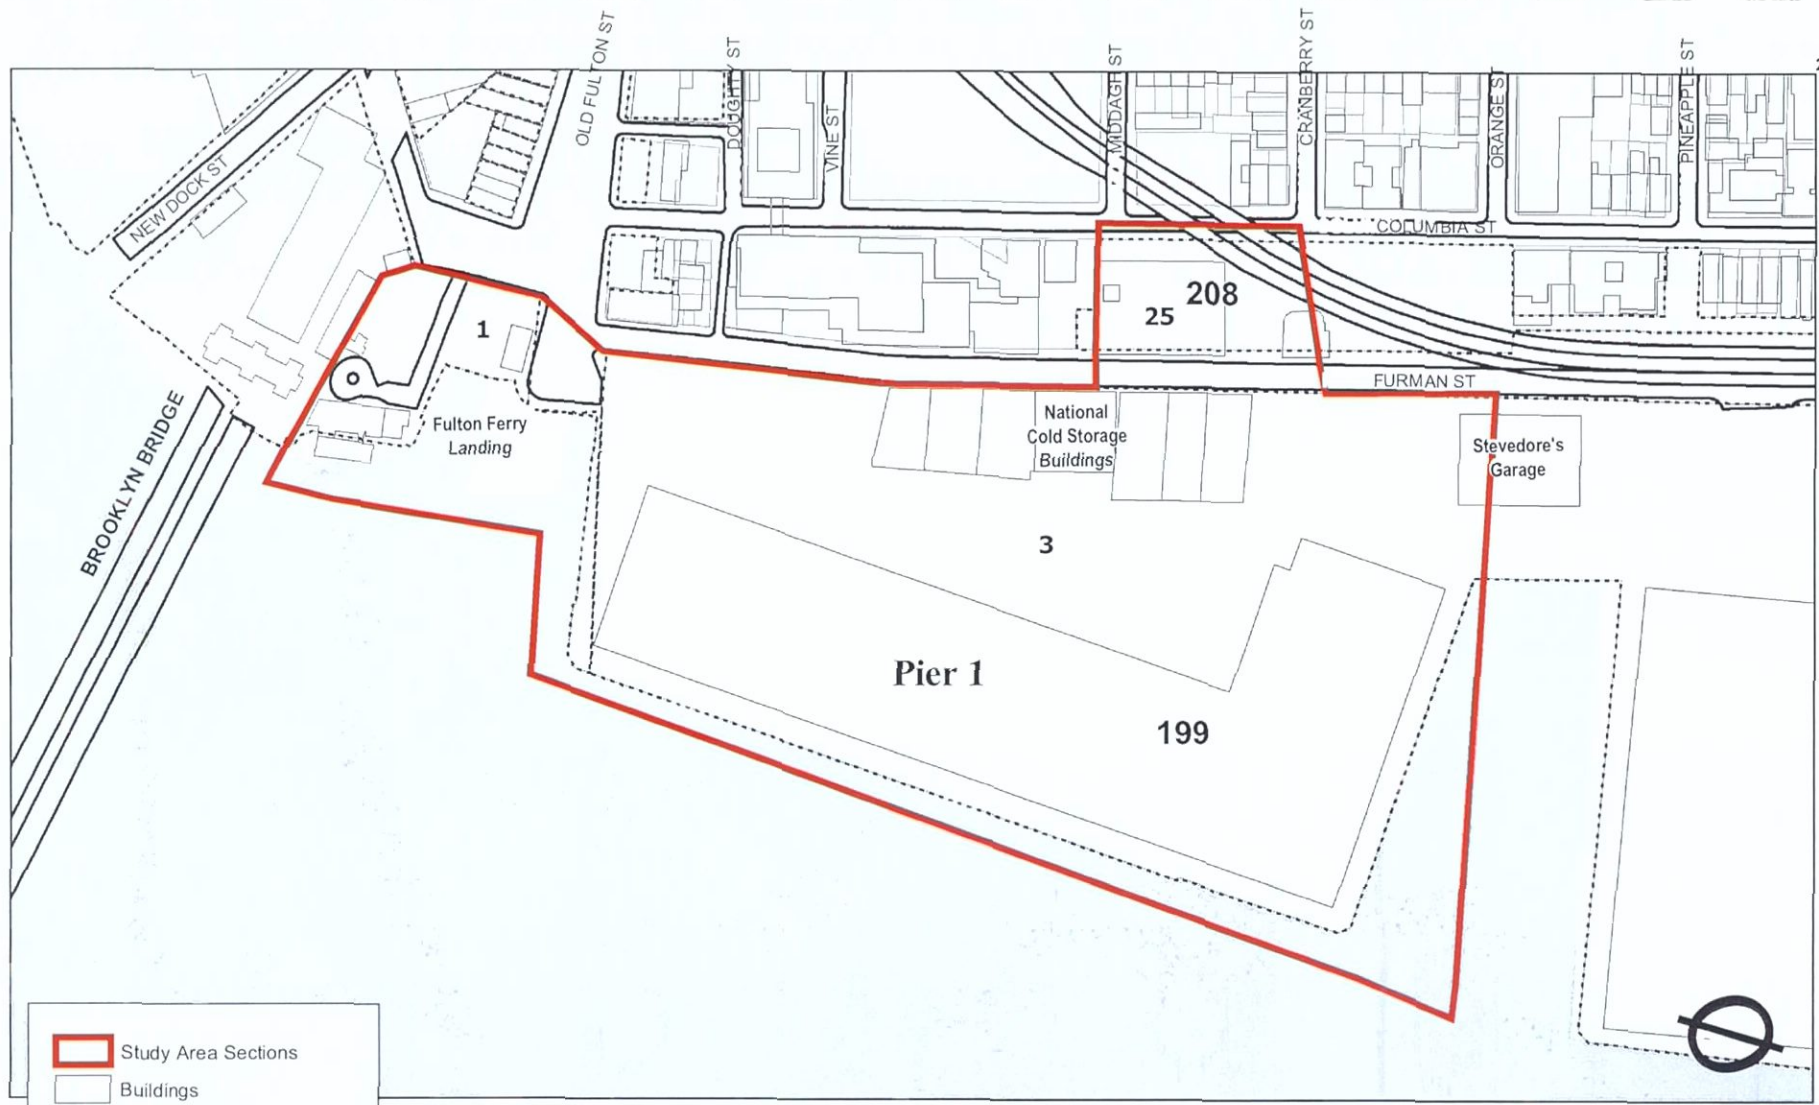 OLD FULTON ST
DOUGHTY ST
VINE ST
MIDDAGH ST
CRANBERRY ST
ORANGE ST
PINEAPPLE ST
NEW DOCK ST
COLUMBIA ST
208
25
1
FURMAN ST
BROOKLYN BRIDGE
Fulton Ferry
Landing
National
Cold Storage
Buildings
Stevedore's
Garage
3
Pier 1
199
Study Area Sections
Buildings